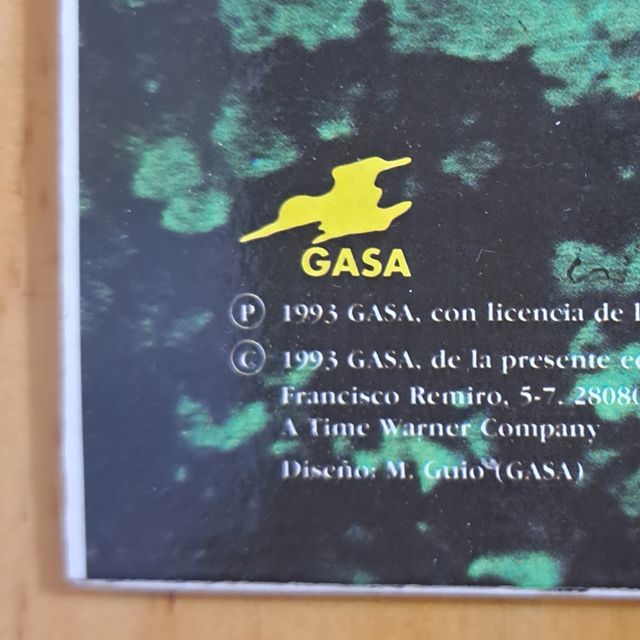 GASA
Ⓟ 1993 GASA, con licencia de
Ⓒ 1993 GASA, de la presente
Francisco Remiro, 5-7. 28080
A Time Warner Company
Diseño: M. Guio (GASA)